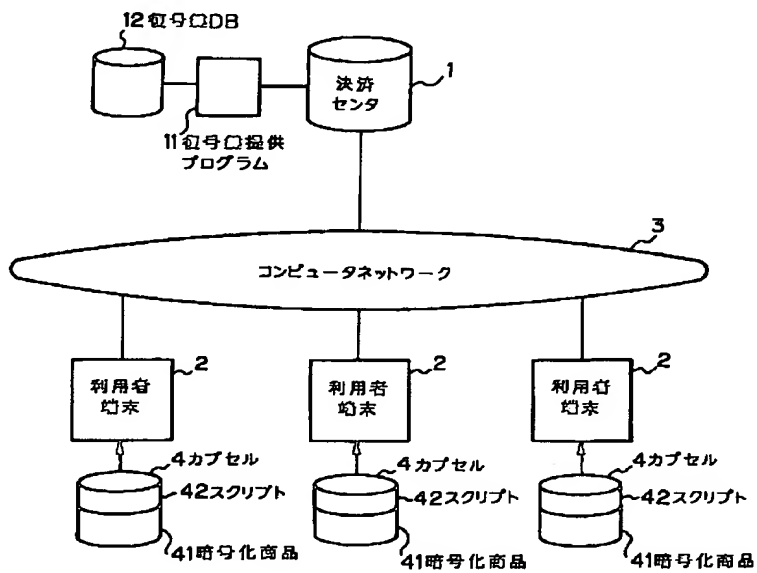 12復号鍵DB
1
決済
センタ
11復号鍵提供
プログラム
3
コンピュータネットワーク
2
利用者
端末
4カプセル
42スクリプト
41暗号化商品
2
利用者
端末
4カプセル
42スクリプト
41暗号化商品
2
利用者
端末
4カプセル
42スクリプト
41暗号化商品